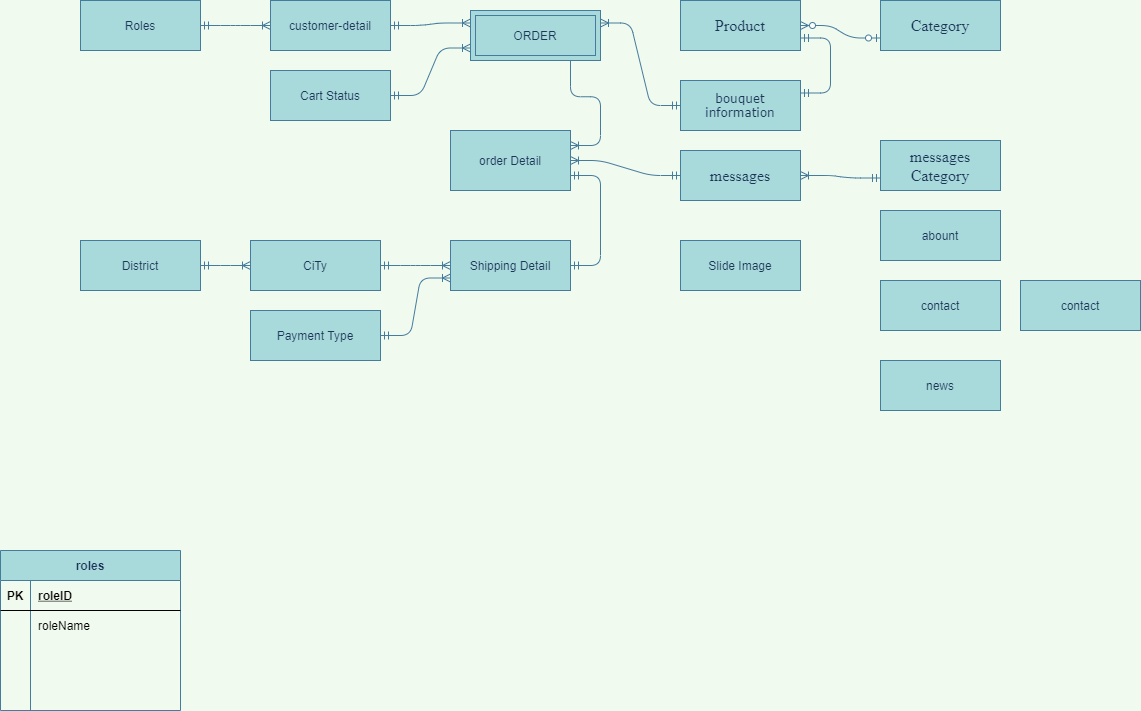 Roles
customer-detail
ORDER
Product
Category
Cart Status
bouquet
information
order Detail
messages
messages
Category
abount
District
CiTy
Shipping Detail
Slide Image
contact
contact
Payment Type
news
roles
PK roleID
roleName